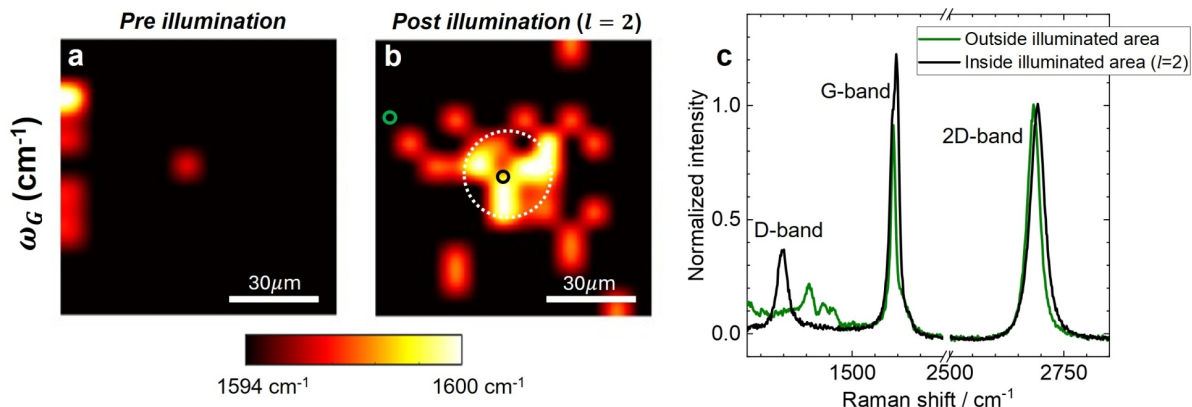 Pre illumination
Post illumination (l = 2)
a
b
c
ω_G (cm⁻¹)
30μm
30μm
1594 cm⁻¹
1600 cm⁻¹
Outside illuminated area
Inside illuminated area (l=2)
G-band
2D-band
D-band
Normalized intensity
1.0
0.5
0.0
1500
2500
2750
Raman shift / cm⁻¹